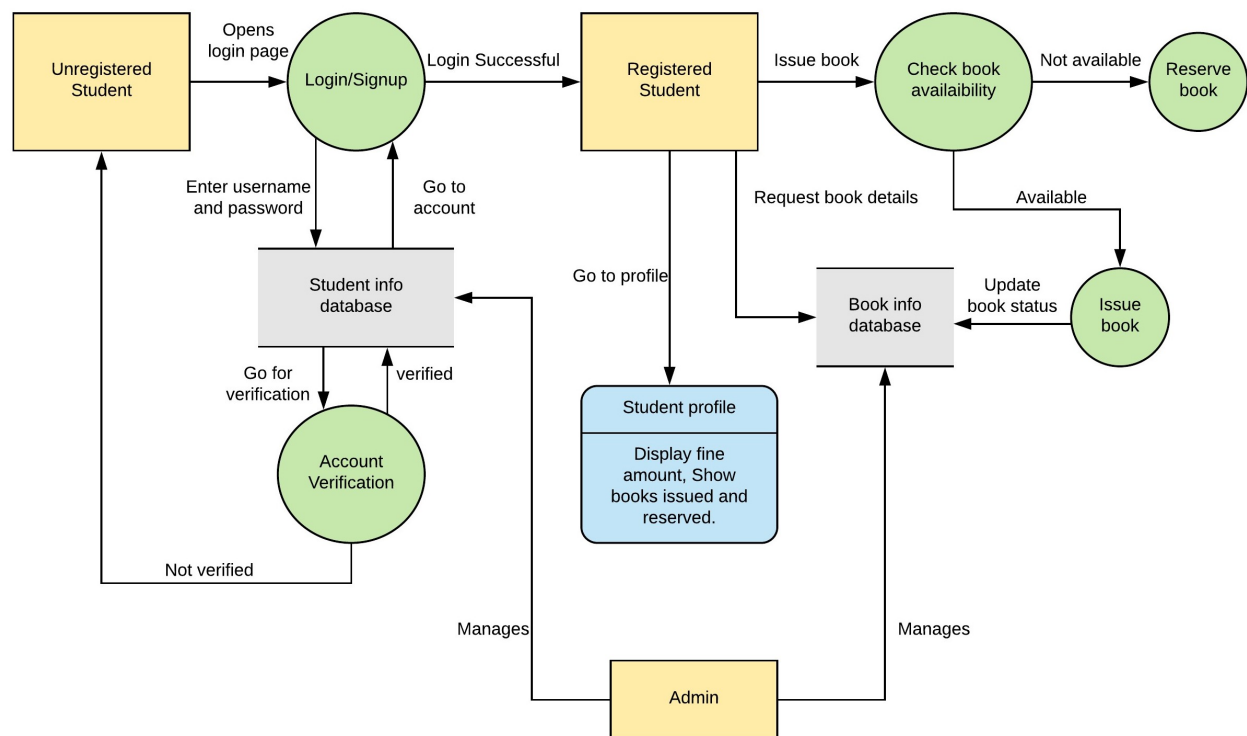 Unregistered
Student
Opens
login page
Login/Signup
Login Successful
Registered
Student
Issue book
Check book
availaibility
Not available
Reserve
book
Enter username
and password
Go to
account
Request book details
Available
Student info
database
Go to profile
Book info
database
Update
book status
Issue
book
Go for
verification
verified
Student profile
Display fine
amount, Show
books issued and
reserved.
Account
Verification
Not verified
Manages
Manages
Admin